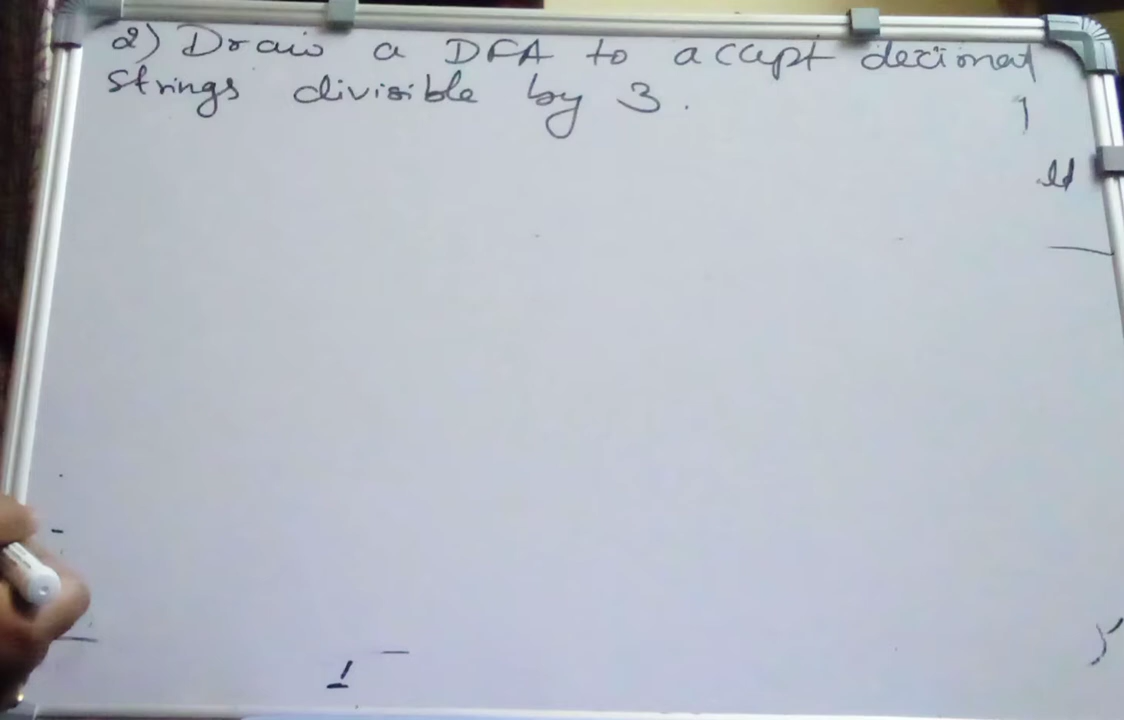 2) Draw a DFA to accept decimal
strings divisible by 3.